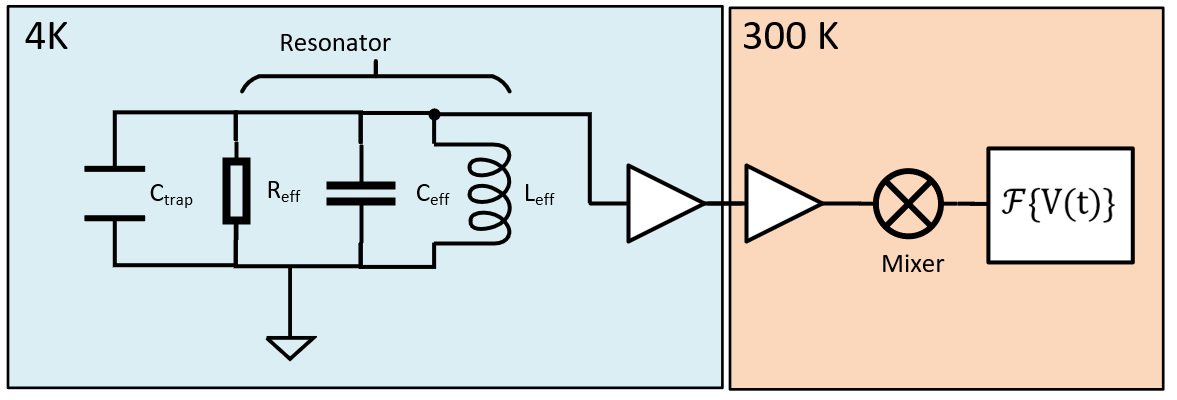 4K
300 K
Resonator
C_trap
R_eff
C_eff
L_eff
ℱ{V(t)}
Mixer